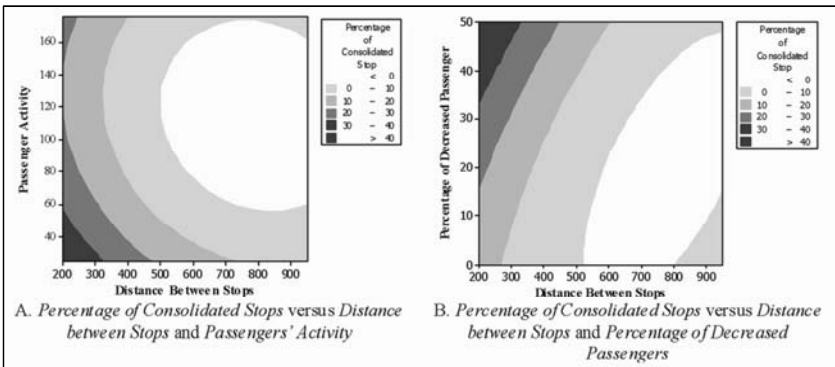 Passenger Activity
160
140
120
100
80
60
40
200 300 400 500 600 700 800 900
Distance Between Stops
Percentage
of
Consolidated
Stop
< 0
0 – 10
10 – 20
20 – 30
30 – 40
> 40
A. Percentage of Consolidated Stops versus Distance
between Stops and Passengers' Activity
Percentage of Decreased Passenger
50
40
30
20
10
0
200 300 400 500 600 700 800 900
Distance Between Stops
Percentage
of
Consolidated
Stop
< 0
0 – 10
10 – 20
20 – 30
30 – 40
> 40
B. Percentage of Consolidated Stops versus Distance
between Stops and Percentage of Decreased
Passengers